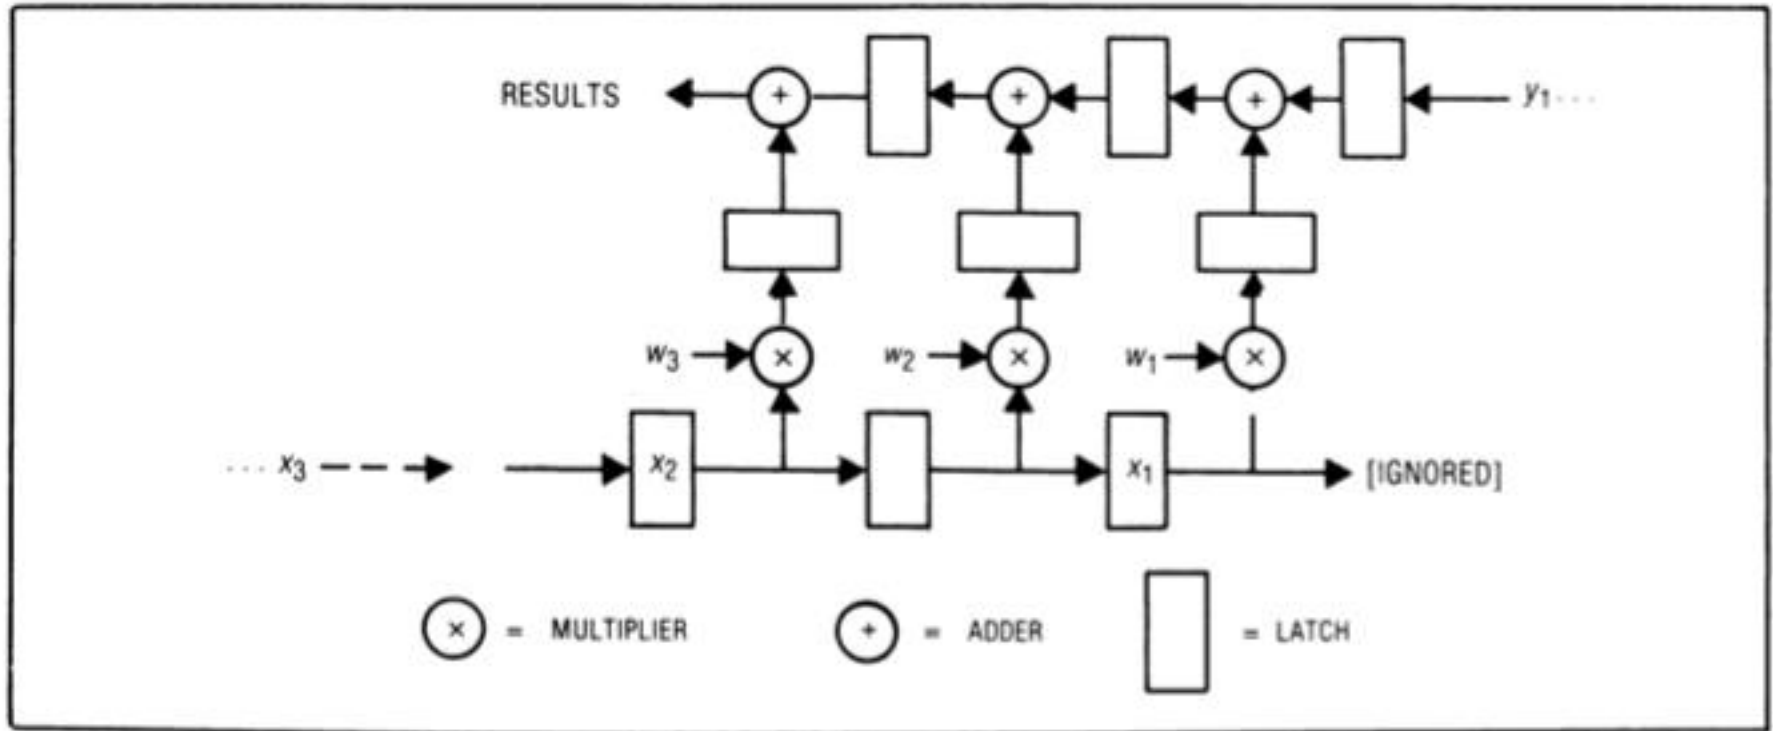 RESULTS + + + y₁ ...
w₃ × w₂ × w₁ ×
... x₃ x₂ x₁ [IGNORED]
× = MULTIPLIER + = ADDER = LATCH